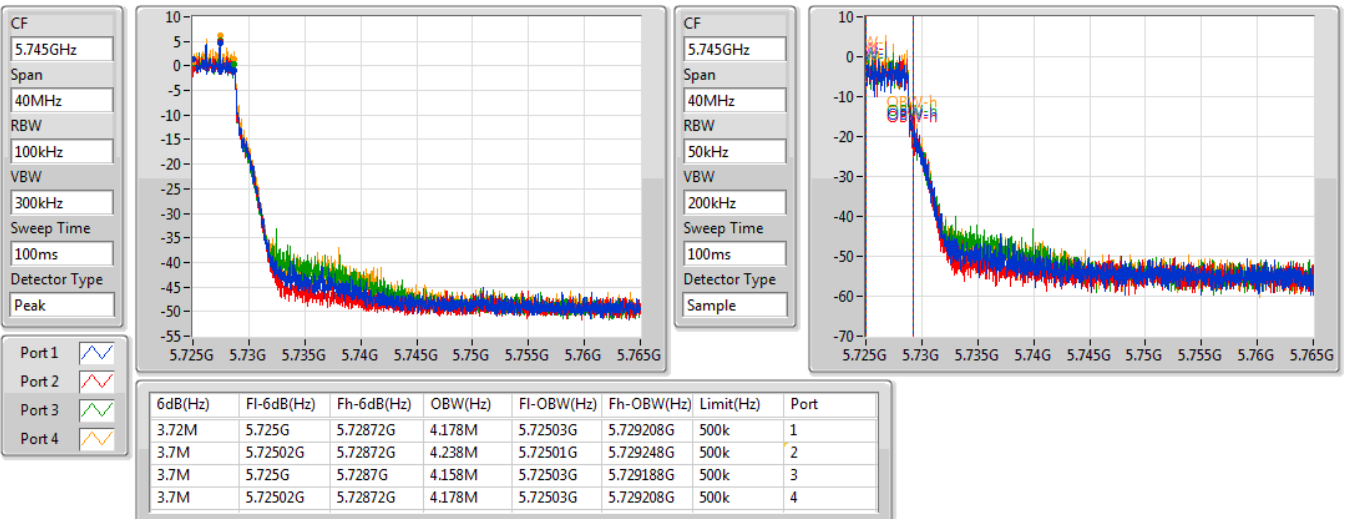 CF
5.745GHz
Span
40MHz
RBW
100kHz
VBW
300kHz
Sweep Time
100ms
Detector Type
Peak
10
5
0
-5
-10
-15
-20
-25
-30
-35
-40
-45
-50
-55
5.725G 5.73G 5.735G 5.74G 5.745G 5.75G 5.755G 5.76G 5.765G
CF
5.745GHz
Span
40MHz
RBW
50kHz
VBW
200kHz
Sweep Time
100ms
Detector Type
Sample
10
0
-10
-20
-30
-40
-50
-60
-70
OBW-h
5.725G 5.73G 5.735G 5.74G 5.745G 5.75G 5.755G 5.76G 5.765G
Port 1
Port 2
Port 3
Port 4
6dB(Hz) Fl-6dB(Hz) Fh-6dB(Hz) OBW(Hz) Fl-OBW(Hz) Fh-OBW(Hz) Limit(Hz) Port
3.72M 5.725G 5.72872G 4.178M 5.72503G 5.729208G 500k 1
3.7M 5.72502G 5.72872G 4.238M 5.72501G 5.729248G 500k 2
3.7M 5.725G 5.7287G 4.158M 5.72503G 5.729188G 500k 3
3.7M 5.72502G 5.72872G 4.178M 5.72503G 5.729208G 500k 4